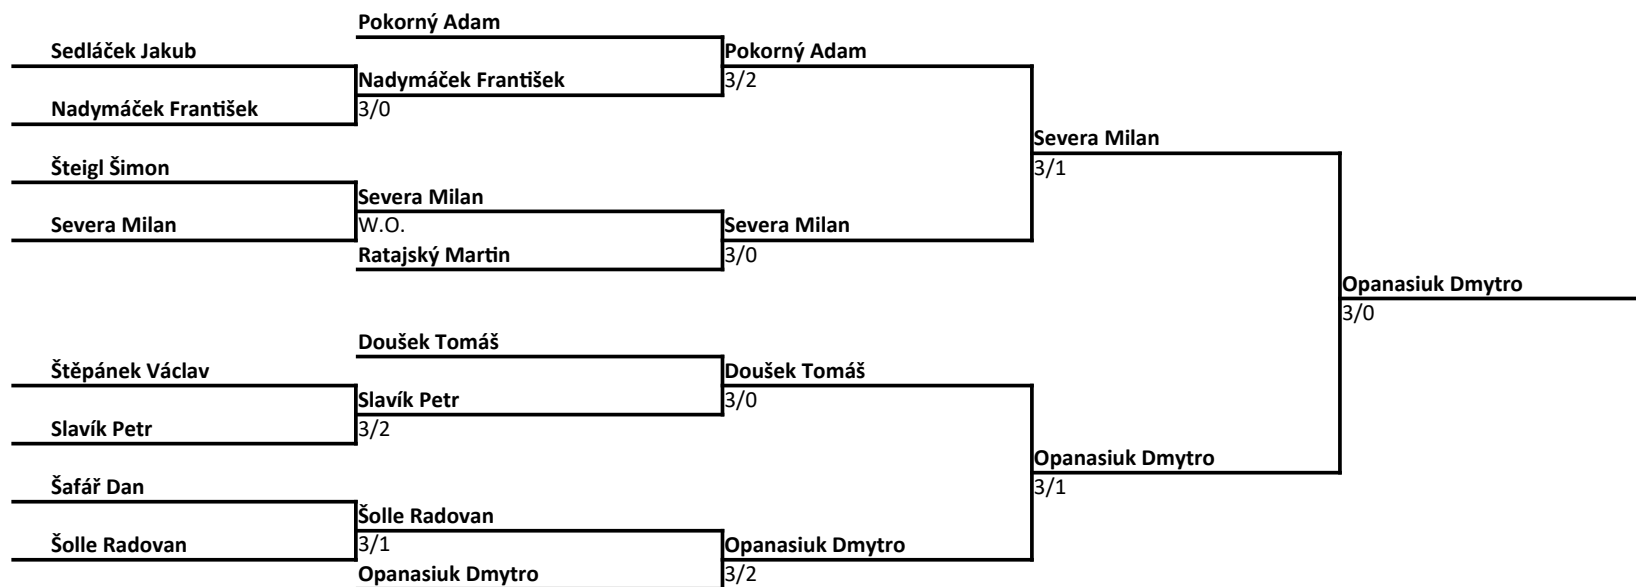 Pokorný Adam
Sedláček Jakub
Pokorný Adam
Nadymáček František
3/2
Nadymáček František
3/0
Severa Milan
Šteigl Šimon
3/1
Severa Milan
Severa Milan
W.O.
Severa Milan
Ratajský Martin
3/0
Opanasiuk Dmytro
3/0
Doušek Tomáš
Štěpánek Václav
Doušek Tomáš
Slavík Petr
3/0
Slavík Petr
3/2
Opanasiuk Dmytro
Šafář Dan
3/1
Šolle Radovan
Šolle Radovan
3/1
Opanasiuk Dmytro
Opanasiuk Dmytro
3/2